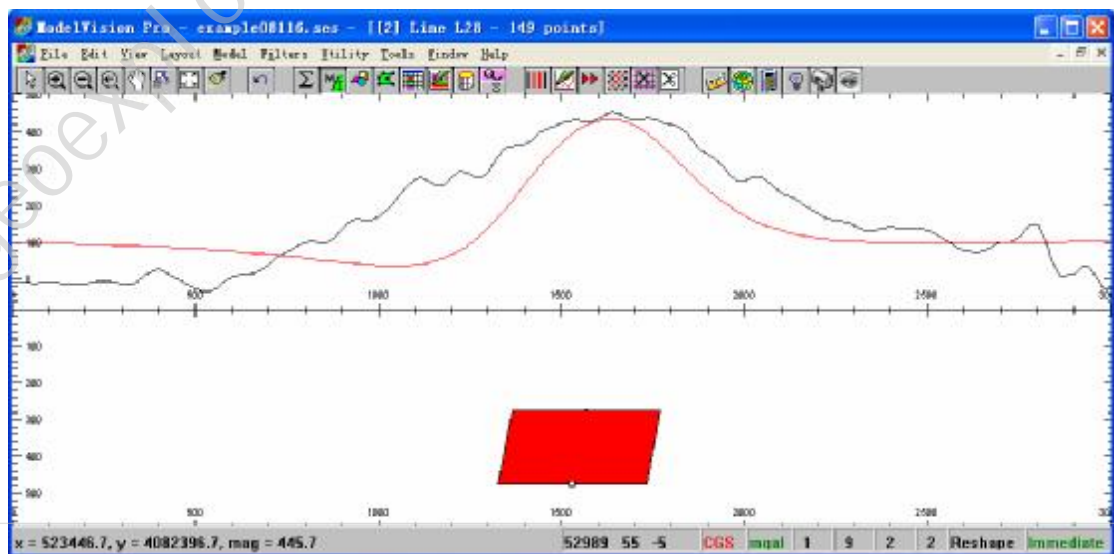 ModelVision Pro - example08116.ses - [[2] Line L28 - 149 points]
File Edit View Layout Model Filters Utility Tools Window Help
400
300
200
100
0
500 1000 1500 2000 2500
100
200
300
400
500
500 1000 1500 2000 2500
x = 523446.7, y = 4082396.7, mag = 445.7 52989 55 -5 CGS mgal 1 9 2 2 Reshape Immediate